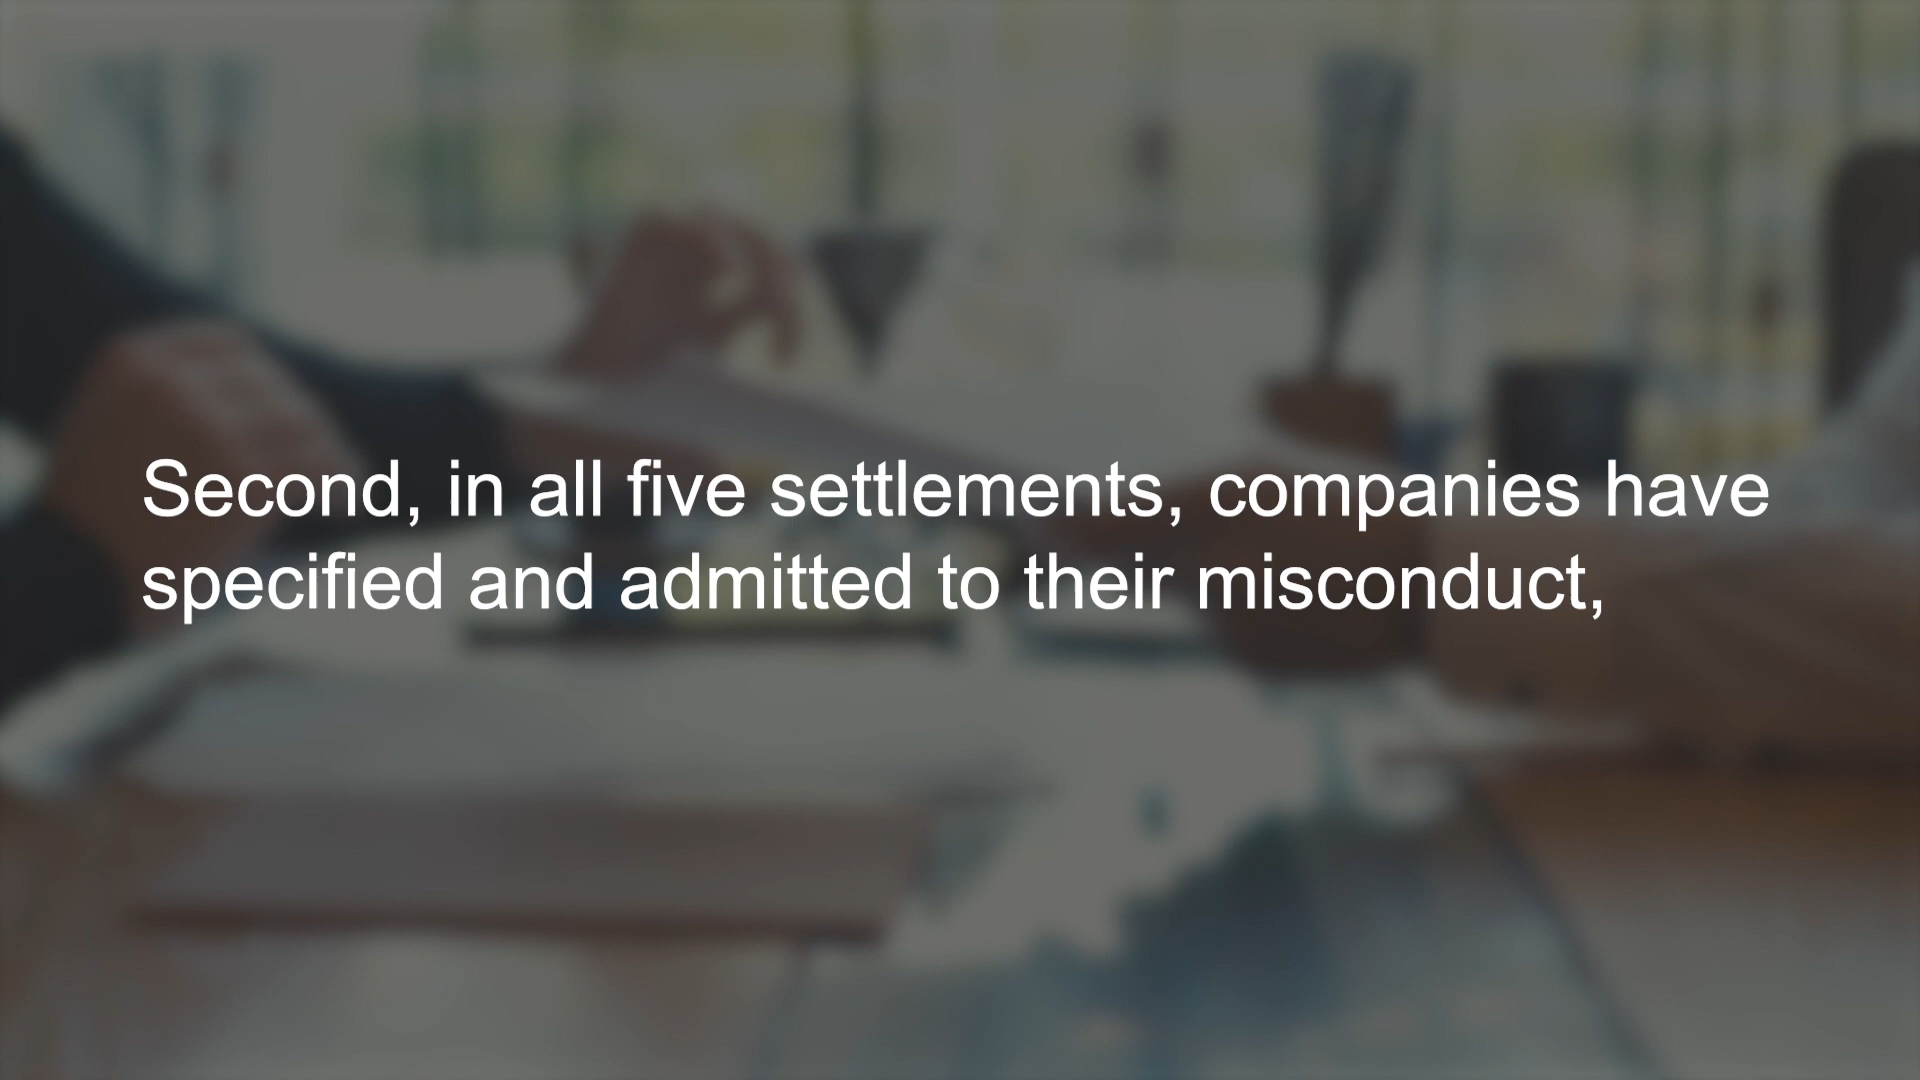 Second, in all five settlements, companies have
specified and admitted to their misconduct,